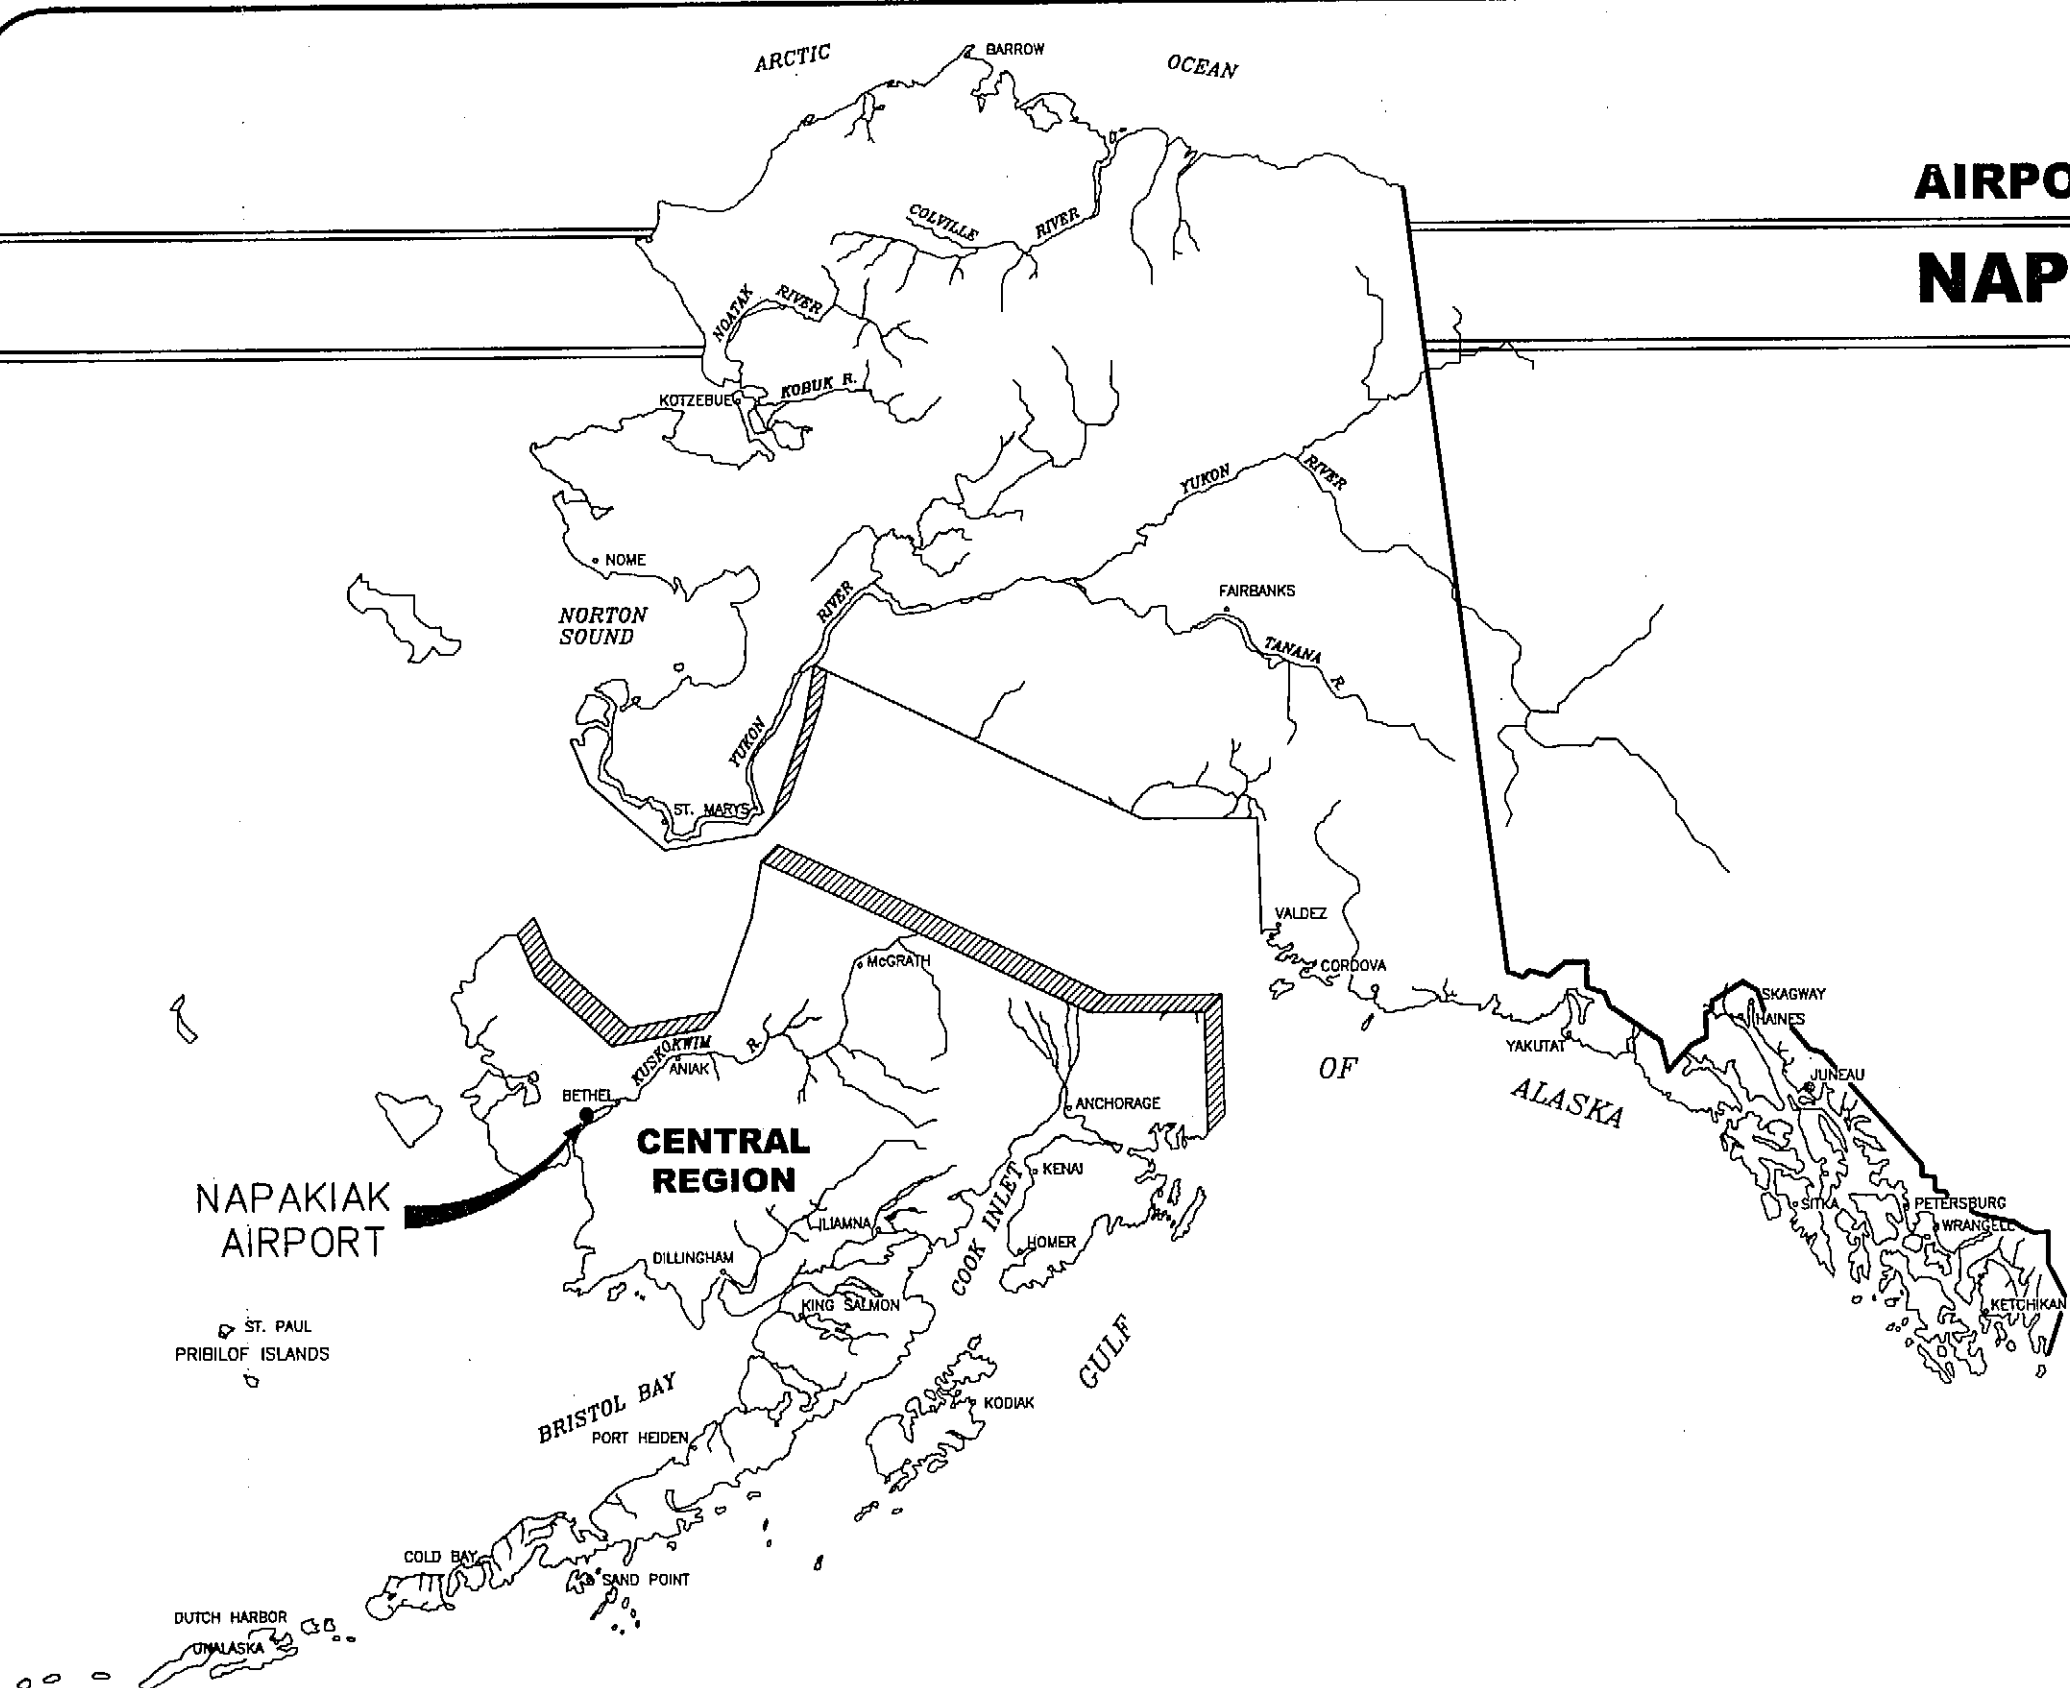 ARCTIC
OCEAN
BARROW
AIRPO
NAP
COLVILLE
RIVER
NOATAK
RIVER
KOBUK R.
KOTZEBUE
YUKON
RIVER
NOME
NORTON
SOUND
RIVER
FAIRBANKS
TANANA
R.
YUKON
ST. MARYS
VALDEZ
CORDOVA
McGRATH
SKAGWAY
HAINES
YAKUTAT
KUSKOKWIM
R.
ANIAK
OF
JUNEAU
BETHEL
ANCHORAGE
ALASKA
CENTRAL
REGION
KENAI
NAPAKIAK
AIRPORT
ILIAMNA
COOK INLET
HOMER
SITKA
PETERSBURG
WRANGELL
DILLINGHAM
KING SALMON
KETCHIKAN
ST. PAUL
PRIBILOF ISLANDS
GULF
BRISTOL BAY
KODIAK
PORT HEIDEN
COLD BAY
SAND POINT
DUTCH HARBOR
UNALASKA